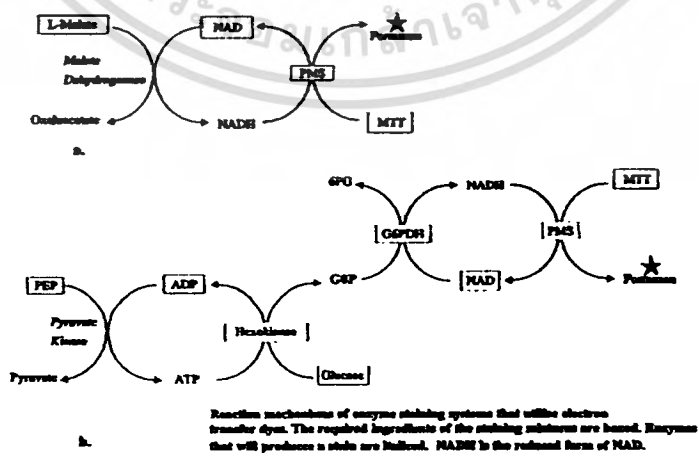 L-Malate
NAD
Formazan
Malate
Dehydrogenase
PMS
Oxaloacetate
NADH
MTT
a.
6PG
NADH
MTT
G6PDH
PMS
G6P
NAD
Formazan
PEP
ADP
Pyruvate
Kinase
Hexokinase
Pyruvate
ATP
Glucose
Reaction mechanisms of enzyme staining systems that utilize electron
transfer dyes. The required ingredients of the staining mixtures are boxed. Enzymes
b.
that will produces a stain are italized. NADH is the reduced form of NAD.